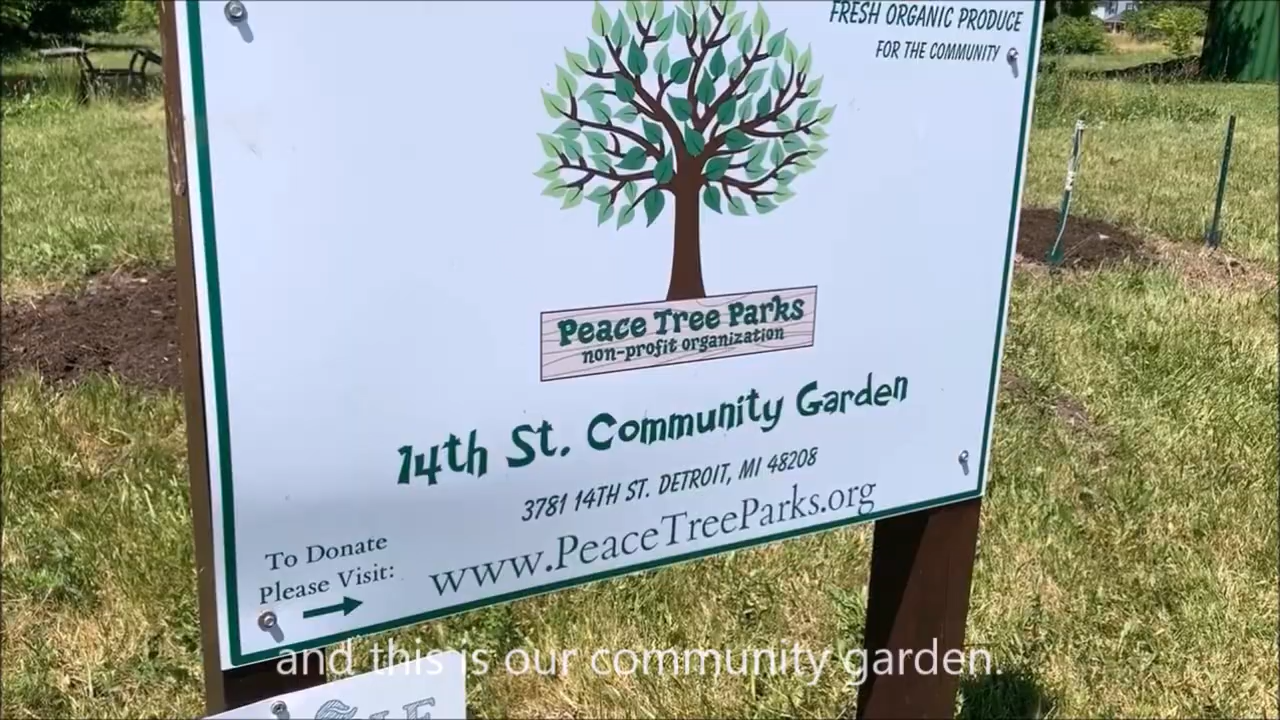 FRESH ORGANIC PRODUCE
FOR THE COMMUNITY
Peace Tree Parks
non-profit organization
14th St. Community Garden
3781 14TH ST. DETROIT, MI 48208
To Donate
Please Visit:
www.PeaceTreeParks.org
and this is our community garden.